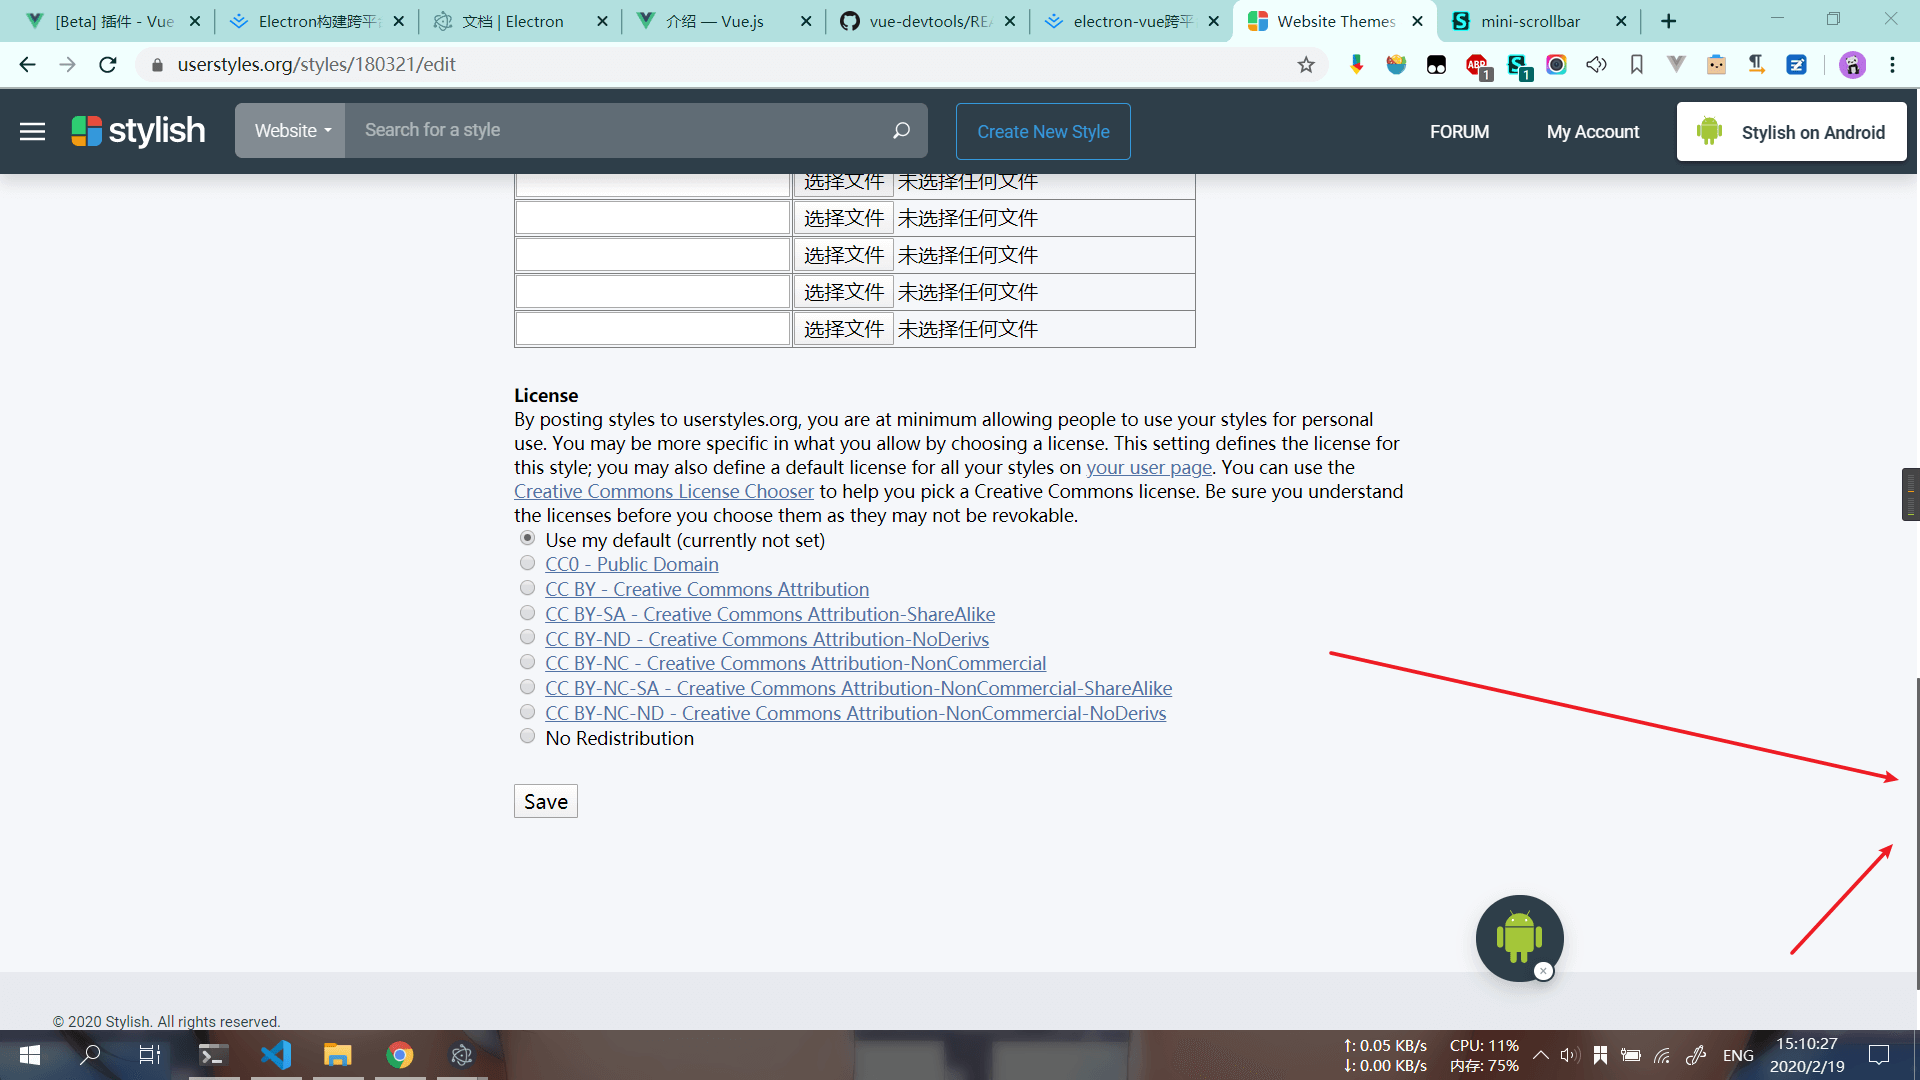 [Beta] 插件 - Vue
Electron构建跨平台
文档 | Electron
介绍 — Vue.js
vue-devtools/REA
electron-vue跨平
Website Themes
mini-scrollbar
userstyles.org/styles/180321/edit
ABP
1
1
stylish
Website
Search for a style
Create New Style
FORUM
My Account
Stylish on Android
选择文件 未选择任何文件
选择文件 未选择任何文件
选择文件 未选择任何文件
选择文件 未选择任何文件
选择文件 未选择任何文件
License
By posting styles to userstyles.org, you are at minimum allowing people to use your styles for personal
use. You may be more specific in what you allow by choosing a license. This setting defines the license for
this style; you may also define a default license for all your styles on your user page. You can use the
Creative Commons License Chooser to help you pick a Creative Commons license. Be sure you understand
the licenses before you choose them as they may not be revokable.
Use my default (currently not set)
CC0 - Public Domain
CC BY - Creative Commons Attribution
CC BY-SA - Creative Commons Attribution-ShareAlike
CC BY-ND - Creative Commons Attribution-NoDerivs
CC BY-NC - Creative Commons Attribution-NonCommercial
CC BY-NC-SA - Creative Commons Attribution-NonCommercial-ShareAlike
CC BY-NC-ND - Creative Commons Attribution-NonCommercial-NoDerivs
No Redistribution
Save
© 2020 Stylish. All rights reserved.
↑: 0.05 KB/s
↓: 0.00 KB/s
CPU: 11%
内存: 75%
ENG
15:10:27
2020/2/19